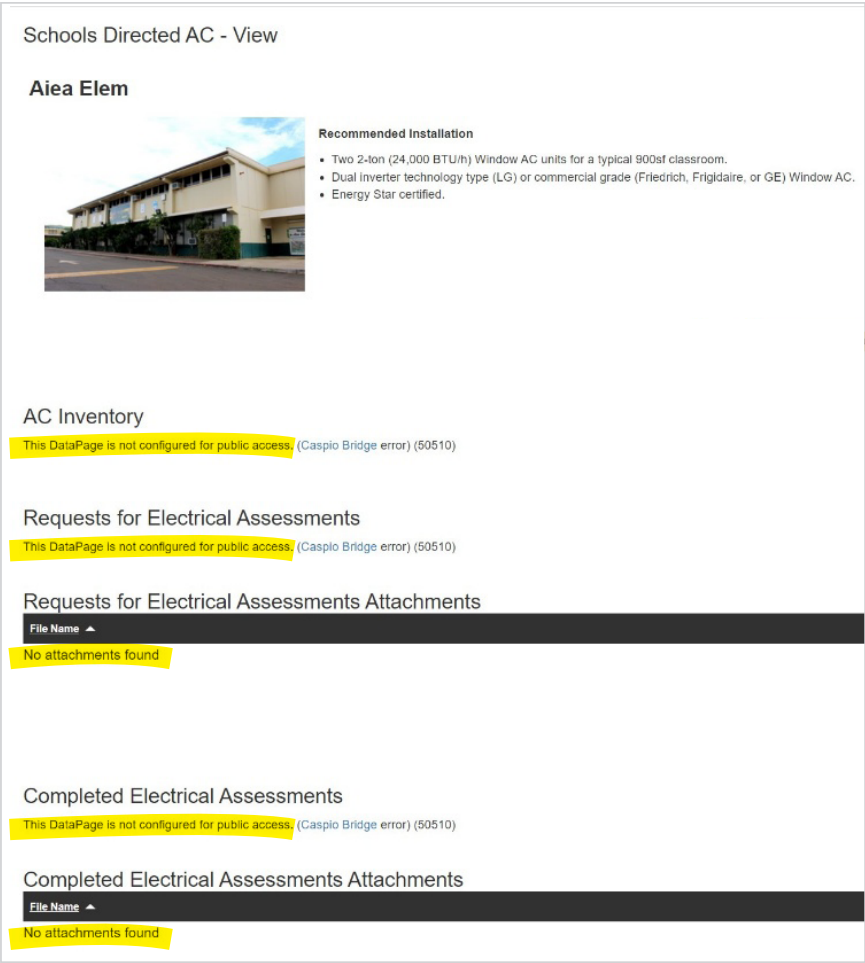 Schools Directed AC - View
Aiea Elem
Recommended Installation
• Two 2-ton (24,000 BTU/h) Window AC units for a typical 900sf classroom.
• Dual inverter technology type (LG) or commercial grade (Friedrich, Frigidaire, or GE) Window AC.
• Energy Star certified.
AC Inventory
This DataPage is not configured for public access. (Caspio Bridge error) (50510)
Requests for Electrical Assessments
This DataPage is not configured for public access. (Caspio Bridge error) (50510)
Requests for Electrical Assessments Attachments
File Name
No attachments found
Completed Electrical Assessments
This DataPage is not configured for public access. (Caspio Bridge error) (50510)
Completed Electrical Assessments Attachments
File Name
No attachments found